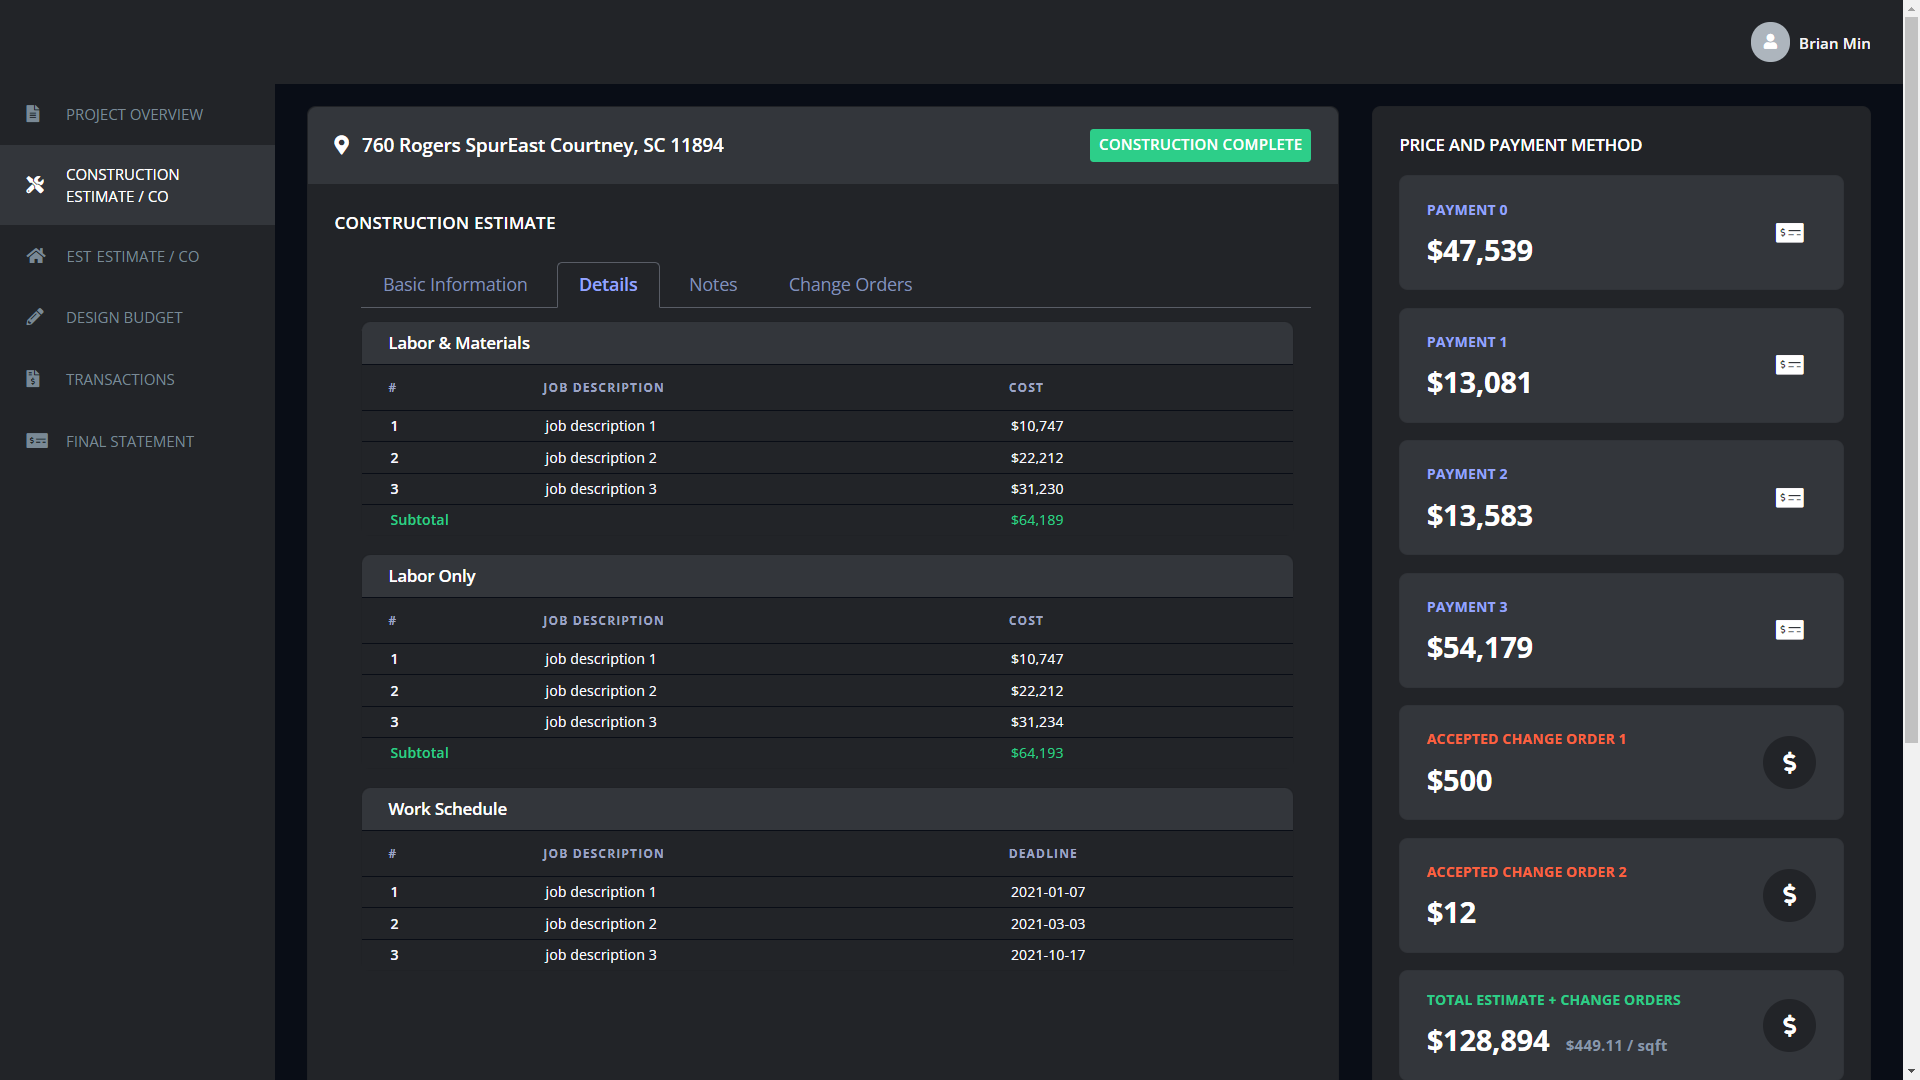 Brian Min
PROJECT OVERVIEW
CONSTRUCTION
ESTIMATE / CO
EST ESTIMATE / CO
DESIGN BUDGET
TRANSACTIONS
FINAL STATEMENT
760 Rogers SpurEast Courtney, SC 11894
CONSTRUCTION COMPLETE
CONSTRUCTION ESTIMATE
Basic Information Details Notes Change Orders
Labor & Materials
# JOB DESCRIPTION COST
1 job description 1 $10,747
2 job description 2 $22,212
3 job description 3 $31,230
Subtotal $64,189
Labor Only
# JOB DESCRIPTION COST
1 job description 1 $10,747
2 job description 2 $22,212
3 job description 3 $31,234
Subtotal $64,193
Work Schedule
# JOB DESCRIPTION DEADLINE
1 job description 1 2021-01-07
2 job description 2 2021-03-03
3 job description 3 2021-10-17
PRICE AND PAYMENT METHOD
PAYMENT 0
$47,539
PAYMENT 1
$13,081
PAYMENT 2
$13,583
PAYMENT 3
$54,179
ACCEPTED CHANGE ORDER 1
$500
ACCEPTED CHANGE ORDER 2
$12
TOTAL ESTIMATE + CHANGE ORDERS
$128,894 $449.11 / sqft